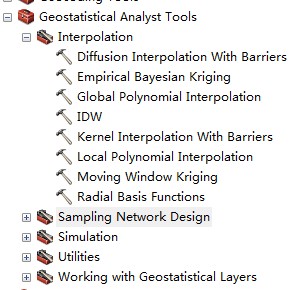 Geostatistical Analyst Tools
Interpolation
Diffusion Interpolation With Barriers
Empirical Bayesian Kriging
Global Polynomial Interpolation
IDW
Kernel Interpolation With Barriers
Local Polynomial Interpolation
Moving Window Kriging
Radial Basis Functions
Sampling Network Design
Simulation
Utilities
Working with Geostatistical Layers